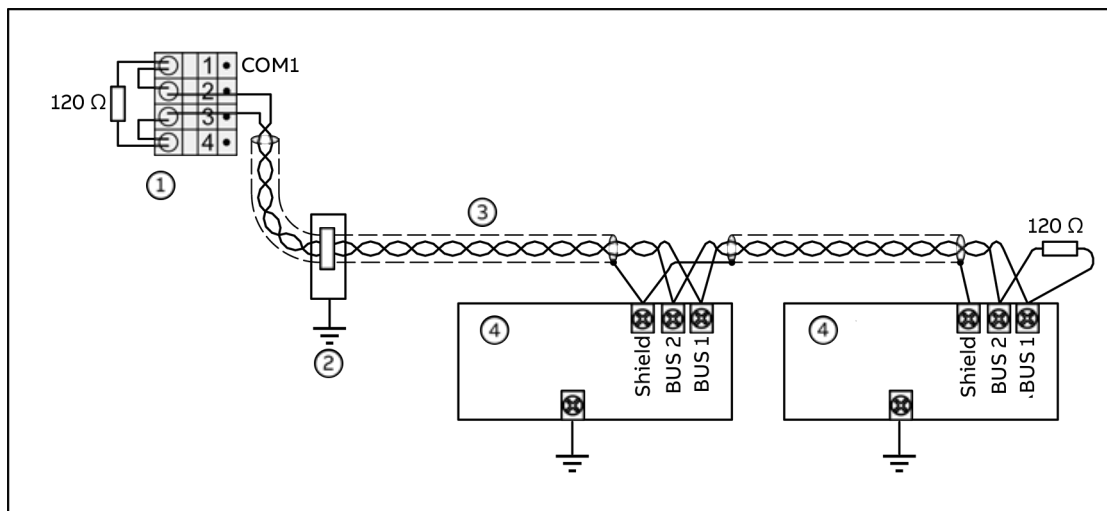 1 COM1
2
120 Ω
3
4
①
③
120 Ω
②
④
Shield
BUS 2
BUS 1
④
Shield
BUS 2
BUS 1